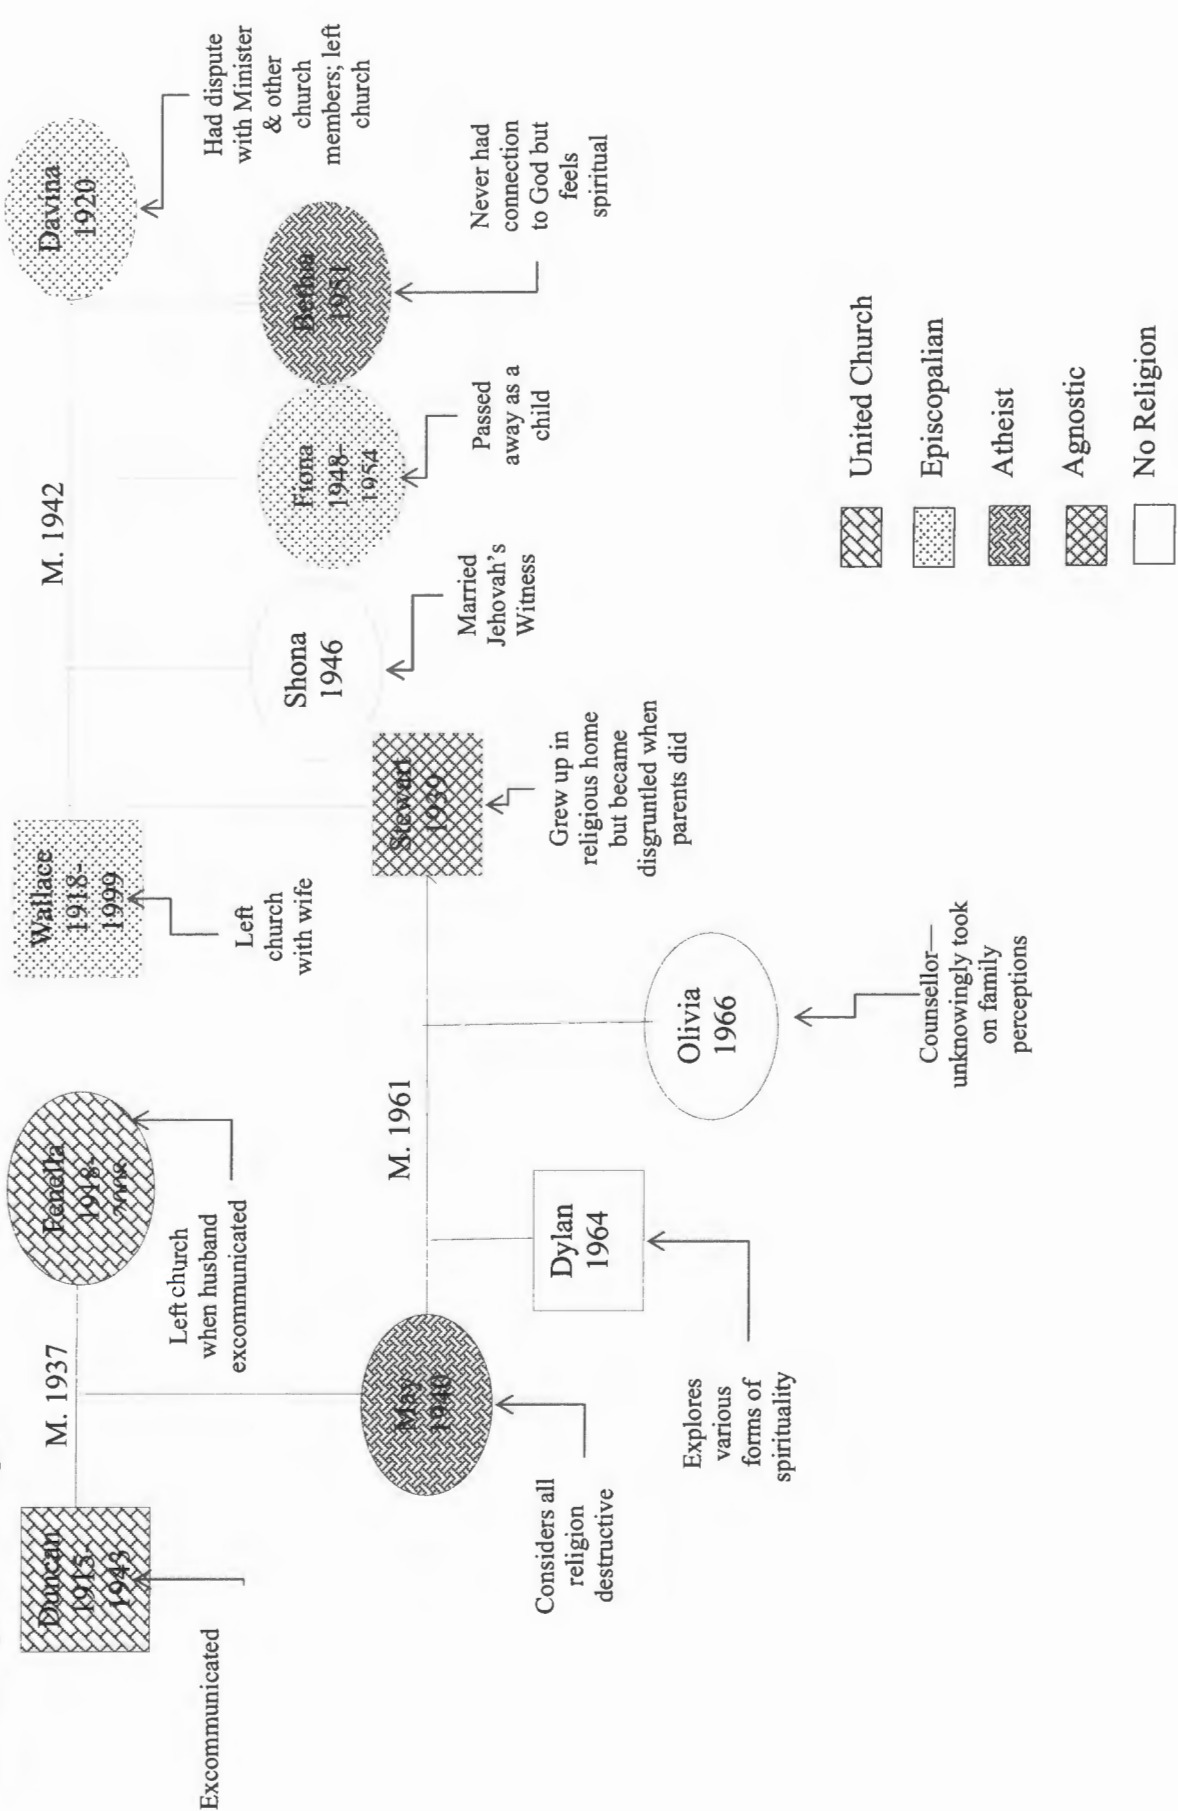 Duncan
1915-
1943
M. 1937
Fenella
1918-
2008
Wallace
1918-
1999
M. 1942
Davina
1920
Excommunicated
Left church
when husband
excommunicated
Left
church
with wife
Had dispute
with Minister
& other
church
members; left
church
May
1940
M. 1961
Stewart
1939
Shona
1946
Fiona
1948-
1954
Bethia
1951
Considers all
religion
destructive
Dylan
1964
Olivia
1966
Grew up in
religious home
but became
disgruntled when
parents did
Married
Jehovah's
Witness
Passed
away as a
child
Never had
connection
to God but
feels
spiritual
Explores
various
forms of
spirituality
Counsellor—
unknowingly took
on family
perceptions
United Church
Episcopalian
Atheist
Agnostic
No Religion